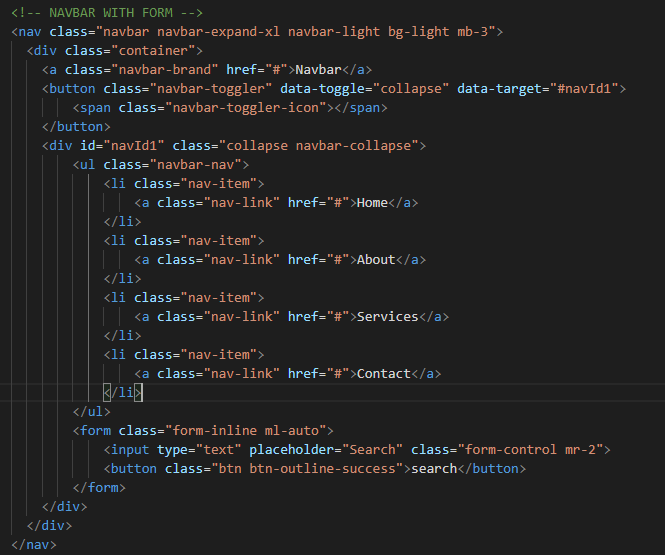 <!-- NAVBAR WITH FORM -->
<nav class="navbar navbar-expand-xl navbar-light bg-light mb-3">
<div class="container">
<a class="navbar-brand" href="#">Navbar</a>
<button class="navbar-toggler" data-toggle="collapse" data-target="#navId1">
<span class="navbar-toggler-icon"></span>
</button>
<div id="navId1" class="collapse navbar-collapse">
<ul class="navbar-nav">
<li class="nav-item">
<a class="nav-link" href="#">Home</a>
</li>
<li class="nav-item">
<a class="nav-link" href="#">About</a>
</li>
<li class="nav-item">
<a class="nav-link" href="#">Services</a>
</li>
<li class="nav-item">
<a class="nav-link" href="#">Contact</a>
</li>
</ul>
<form class="form-inline ml-auto">
<input type="text" placeholder="Search" class="form-control mr-2">
<button class="btn btn-outline-success">search</button>
</form>
</div>
</div>
</nav>